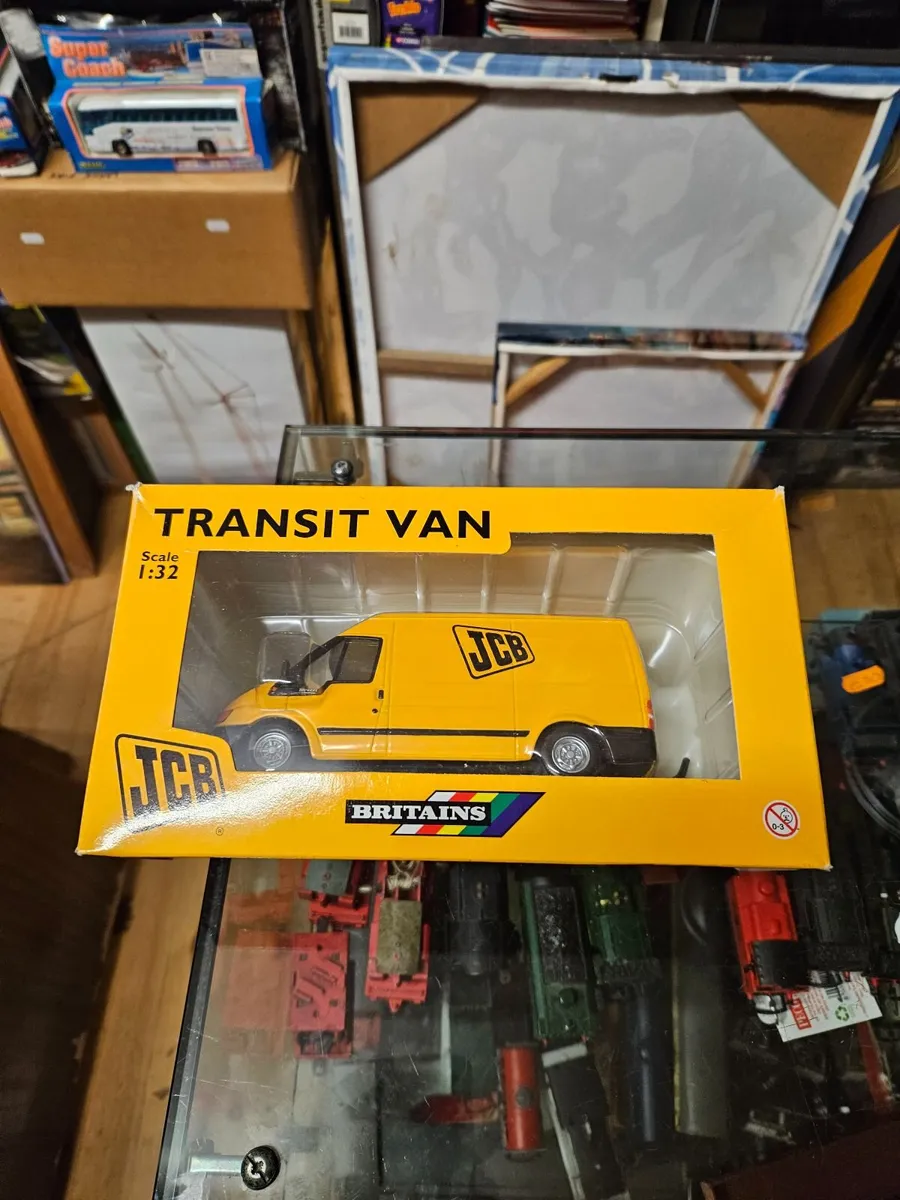 Super
Coach
TRANSIT VAN
Scale
1:32
JCB
JCB
®
BRITAINS
0-3